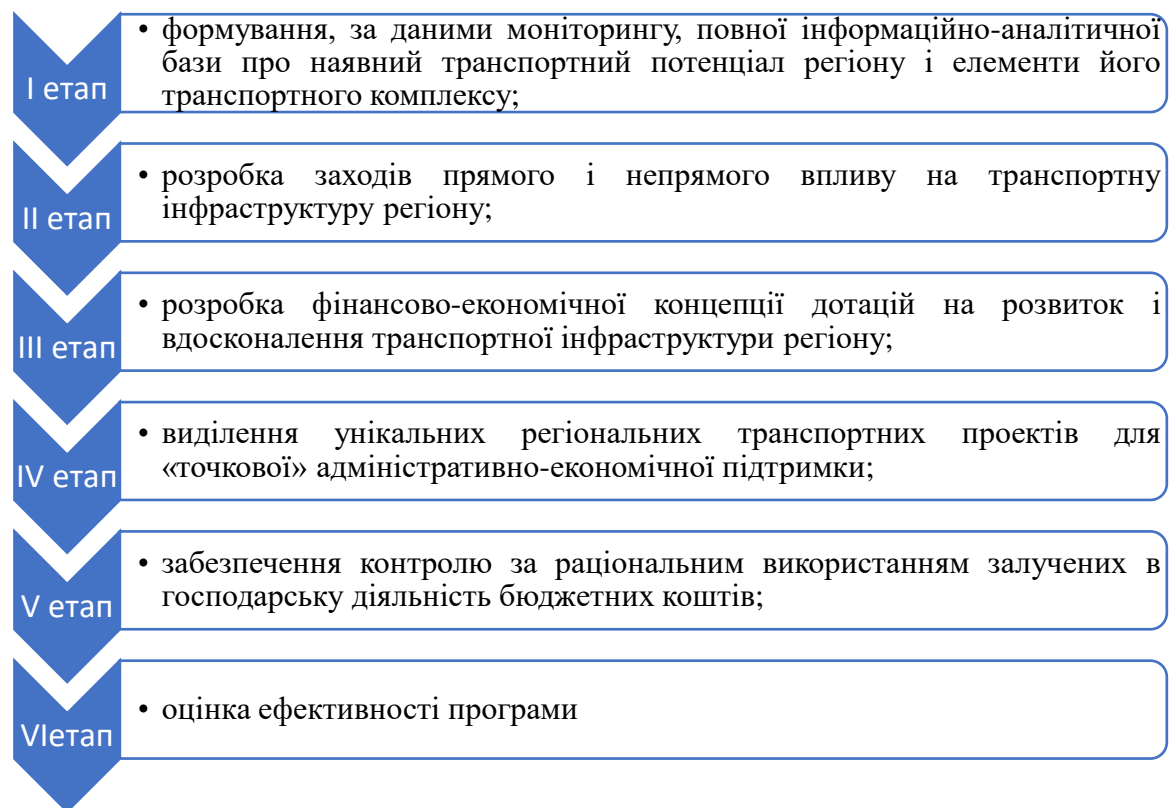 I етап
• формування, за даними моніторингу, повної інформаційно-аналітичної
бази про наявний транспортний потенціал регіону і елементи його
транспортного комплексу;
II етап
• розробка заходів прямого і непрямого впливу на транспортну
інфраструктуру регіону;
III етап
• розробка фінансово-економічної концепції дотацій на розвиток і
вдосконалення транспортної інфраструктури регіону;
IV етап
• виділення унікальних регіональних транспортних проектів для
«точкової» адміністративно-економічної підтримки;
V етап
• забезпечення контролю за раціональним використанням залучених в
господарську діяльність бюджетних коштів;
VIетап
• оцінка ефективності програми